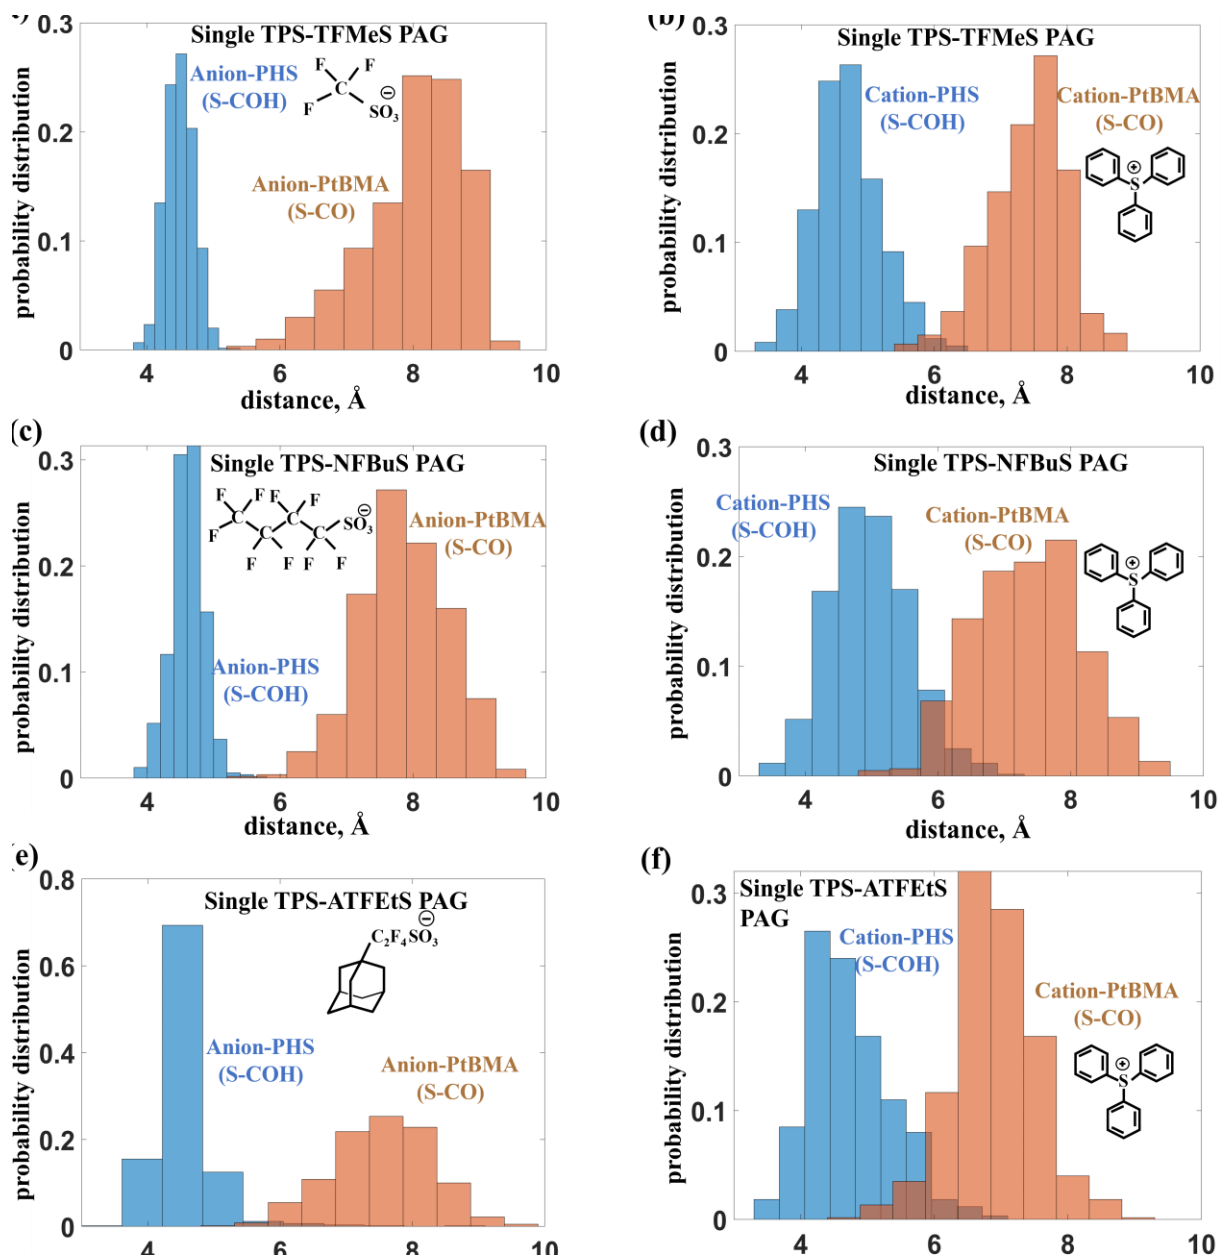 )
Single TPS-TFMeS PAG
Anion-PHS
(S-COH)
F
F
F
C
SO3
⊖
Anion-PtBMA
(S-CO)
probability distribution
0.3
0.2
0.1
0
4
6
8
10
distance, Å
(b)
Single TPS-TFMeS PAG
Cation-PHS
(S-COH)
Cation-PtBMA
(S-CO)
⊕
S
probability distribution
0.3
0.2
0.1
0
4
6
8
10
distance, Å
(c)
Single TPS-NFBuS PAG
F F F F F
C C SO3
⊖
F
C C
F F F F
Anion-PtBMA
(S-CO)
Anion-PHS
(S-COH)
probability distribution
0.3
0.2
0.1
0
4
6
8
10
distance, Å
(d)
Single TPS-NFBuS PAG
Cation-PHS
(S-COH)
Cation-PtBMA
(S-CO)
⊕
S
probability distribution
0.3
0.2
0.1
0
4
6
8
10
distance, Å
(e)
Single TPS-ATFEtS PAG
⊖
C2F4SO3
Anion-PHS
(S-COH)
Anion-PtBMA
(S-CO)
probability distribution
0.8
0.6
0.4
0.2
0
4
6
8
10
(f)
Single TPS-ATFEtS
PAG
Cation-PHS
(S-COH)
Cation-PtBMA
(S-CO)
⊕
S
probability distribution
0.3
0.2
0.1
0
4
6
8
10